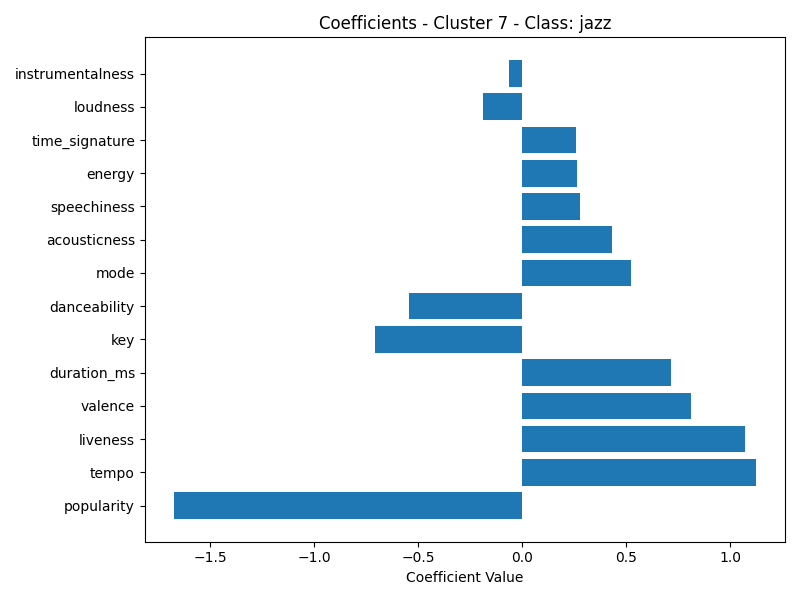 Coefficients - Cluster 7 - Class: jazz
instrumentalness
loudness
time_signature
energy
speechiness
acousticness
mode
danceability
key
duration_ms
valence
liveness
tempo
popularity
−1.5 −1.0 −0.5 0.0 0.5 1.0
Coefficient Value